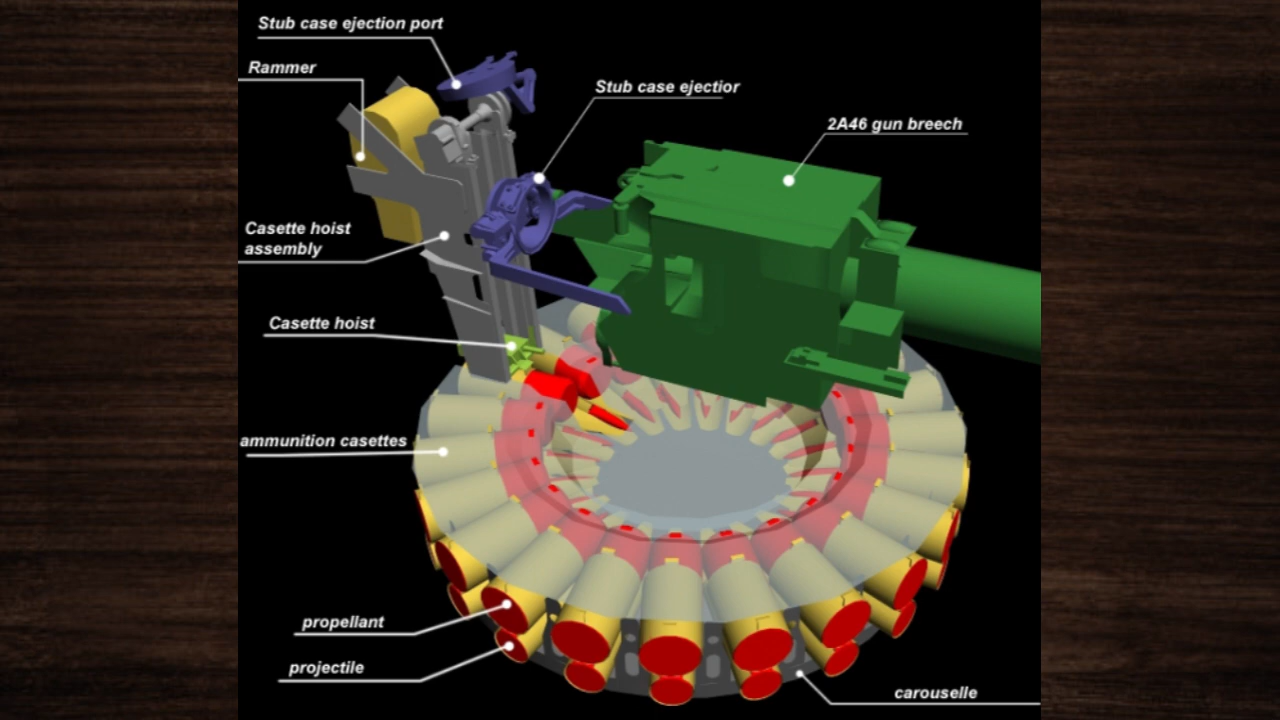 Stub case ejection port
Rammer
Stub case ejectior
2A46 gun breech
Casette hoist
assembly
Casette hoist
ammunition casettes
propellant
projectile
carouselle